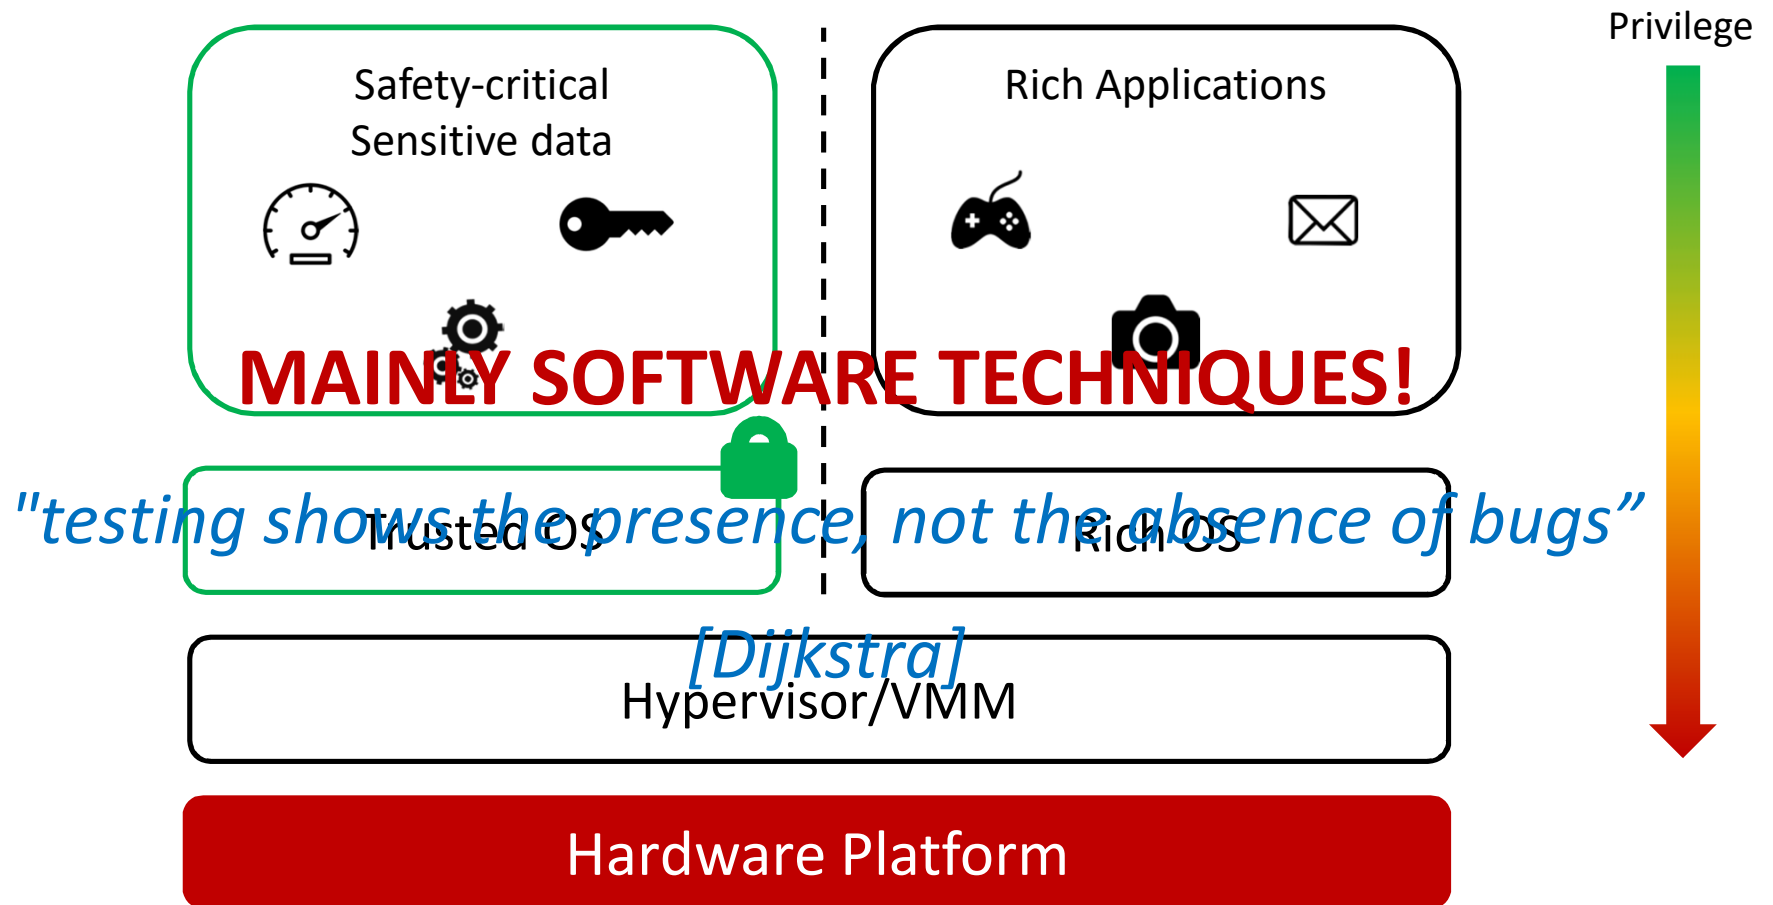 Privilege
Safety-critical
Sensitive data
Rich Applications
MAINLY SOFTWARE TECHNIQUES!
"testing shows the presence, not the absence of bugs”
Trusted OS
Rich OS
[Dijkstra]
Hypervisor/VMM
Hardware Platform